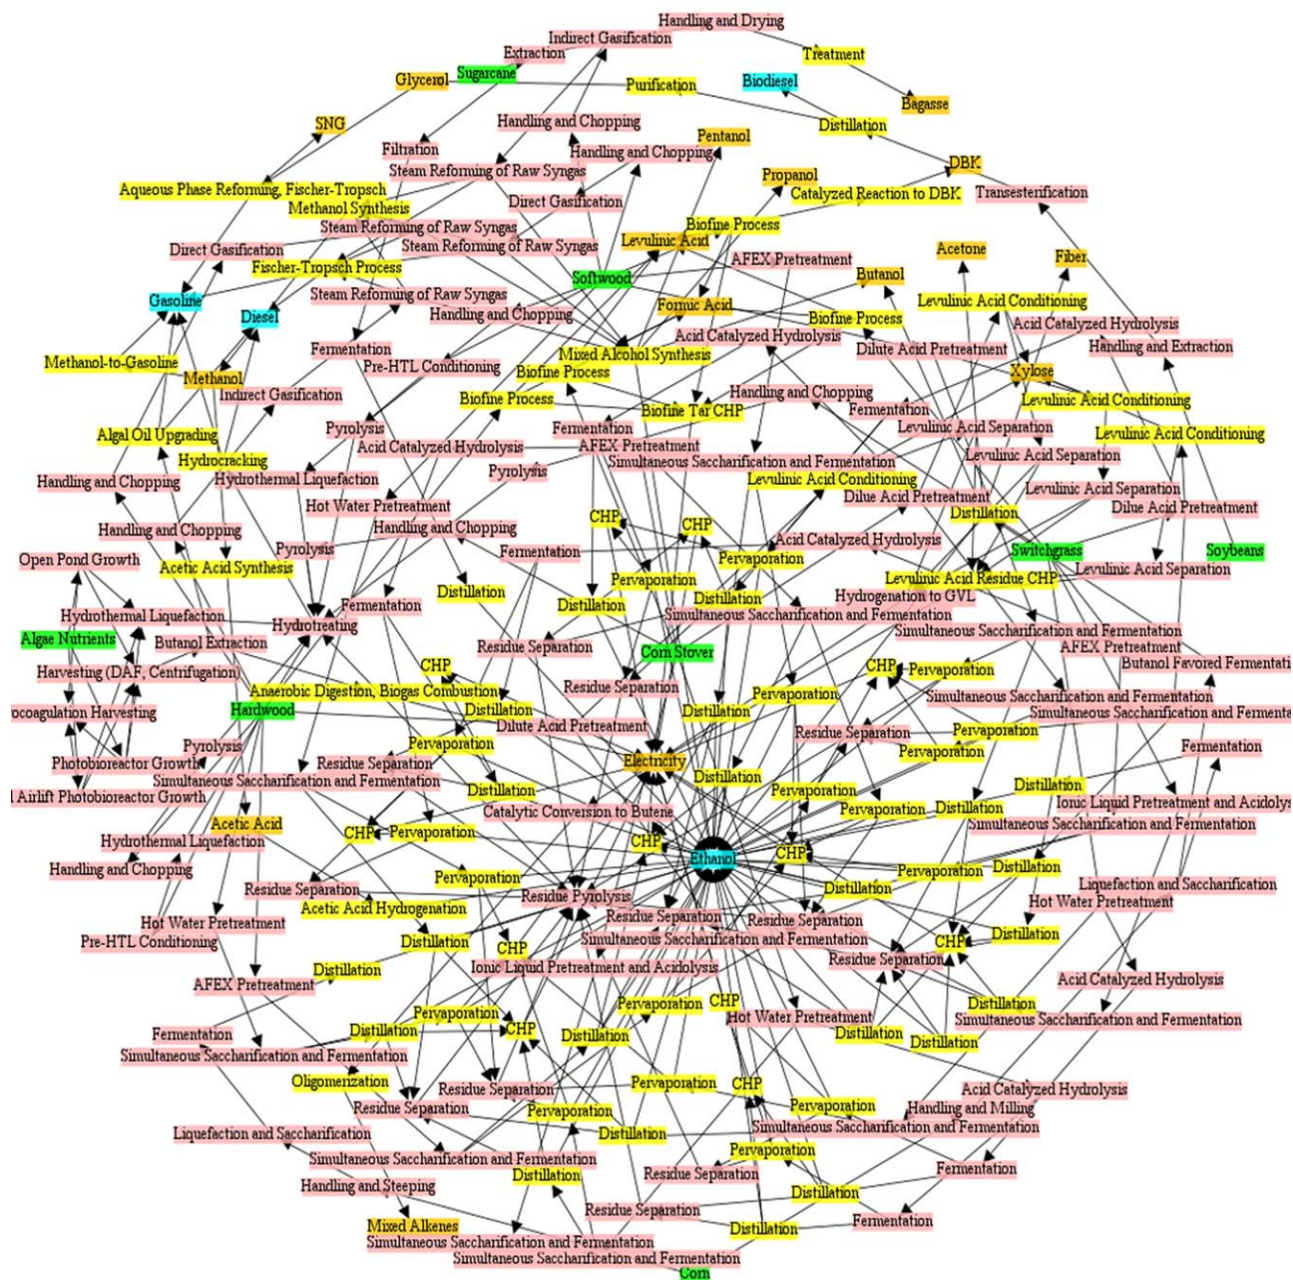 Handling and Drying
Indirect Gasification
Extraction
Treatment
Sugarcane
Glycerol
Purification
Biodiesel
Bagasse
SNG
Handling and Chopping
Distillation
Pentanol
Filtration
Handling and Chopping
DBK
Steam Reforming of Raw Syngas
Propanol
Aqueous Phase Reforming, Fischer-Tropsch
Catalyzed Reaction to DBK
Transesterification
Methanol Synthesis
Direct Gasification
Steam Reforming of Raw Syngas
Biofine Process
Direct Gasification
Steam Reforming of Raw Syngas
Levulinic Acid
Acetone
Fischer-Tropsch Process
AFEX Pretreatment
Fiber
Softwood
Butanol
Gasoline
Steam Reforming of Raw Syngas
Levulinic Acid Conditioning
Diesel
Handling and Chopping
Formic Acid
Biofine Process
Acid Catalyzed Hydrolysis
Acid Catalyzed Hydrolysis
Handling and Extraction
Fermentation
Mixed Alcohol Synthesis
Dilute Acid Pretreatment
Methanol-to-Gasoline
Pre-HTL Conditioning
Biofine Process
Xylose
Methanol
Indirect Gasification
Handling and Chopping
Biofine Process
Levulinic Acid Conditioning
Biofine Tar CHP
Fermentation
Algal Oil Upgrading
Pyrolysis
Fermentation
Levulinic Acid Separation
Levulinic Acid Conditioning
Acid Catalyzed Hydrolysis
AFEX Pretreatment
Hydrocracking
Simultaneous Saccharification and Fermentation
Levulinic Acid Separation
Handling and Chopping
Hydrothermal Liquefaction
Pyrolysis
Levulinic Acid Conditioning
Levulinic Acid Separation
Hot Water Pretreatment
Dilue Acid Pretreatment
Dilue Acid Pretreatment
Handling and Chopping
Handling and Chopping
CHP
CHP
Distillation
Open Pond Growth
Pyrolysis
Fermentation
Acid Catalyzed Hydrolysis
Switchgrass
Soybeans
Acetic Acid Synthesis
Pervaporation
Levulinic Acid Separation
Distillation
Pervaporation
Levulinic Acid Residue CHP
Hydrothermal Liquefaction
Fermentation
Distillation
Distillation
Hydrogenation to GVL
Algae Nutrients
Hydrotreating
Simultaneous Saccharification and Fermentation
Simultaneous Saccharification and Fermentation
Butanol Extraction
Residue Separation
Corn Stover
AFEX Pretreatment
Harvesting (DAF, Centrifugation)
CHP
Residue Separation
CHP
Pervaporation
Butanol Favored Fermentati
Anaerobic Digestion, Biogas Combustion
Pervaporation
Simultaneous Saccharification and Fermentation
Hardwood
Distillation
Distillation
Simultaneous Saccharification and Fermenta
ocoagulation Harvesting
Dilute Acid Pretreatment
Residue Separation
Pervaporation
Pyrolysis
Pervaporation
Pervaporation
Fermentation
Photobioreactor Growth
Residue Separation
Electricity
Simultaneous Saccharification and Fermentation
Distillation
Distillation
l Airlift Photobioreactor Growth
Distillation
Pervaporation
Ionic Liquid Pretreatment and Acidolys
Catalytic Conversion to Butene
Pervaporation
Distillation
Acetic Acid
CHP
Pervaporation
Simultaneous Saccharification and Fermentation
Hydrothermal Liquefaction
CHP
Ethanol
CHP
Handling and Chopping
Distillation
Pervaporation
Pervaporation
Residue Separation
Distillation
Liquefaction and Saccharification
Residue Pyrolysis
Hot Water Pretreatment
Acetic Acid Hydrogenation
Residue Separation
Residue Separation
Hot Water Pretreatment
Distillation
Pre-HTL Conditioning
Distillation
CHP
Simultaneous Saccharification and Fermentation
CHP
Residue Separation
Distillation
Ionic Liquid Pretreatment and Acidolysis
AFEX Pretreatment
Acid Catalyzed Hydrolysis
Pervaporation
Pervaporation
CHP
Distillation
Hot Water Pretreatment
Simultaneous Saccharification and Fermentation
Fermentation
Distillation
CHP
Distillation
Distillation
Distillation
Simultaneous Saccharification and Fermentation
Oligomerization
Residue Separation
Pervaporation
CHP
Acid Catalyzed Hydrolysis
Residue Separation
Pervaporation
Pervaporation
Handling and Milling
Liquefaction and Saccharification
Distillation
Simultaneous Saccharification and Fermentation
Pervaporation
Simultaneous Saccharification and Fermentation
Distillation
Residue Separation
Fermentation
Handling and Steeping
Distillation
Residue Separation
Mixed Alkenes
Distillation
Fermentation
Simultaneous Saccharification and Fermentation
Simultaneous Saccharification and Fermentation
Corn